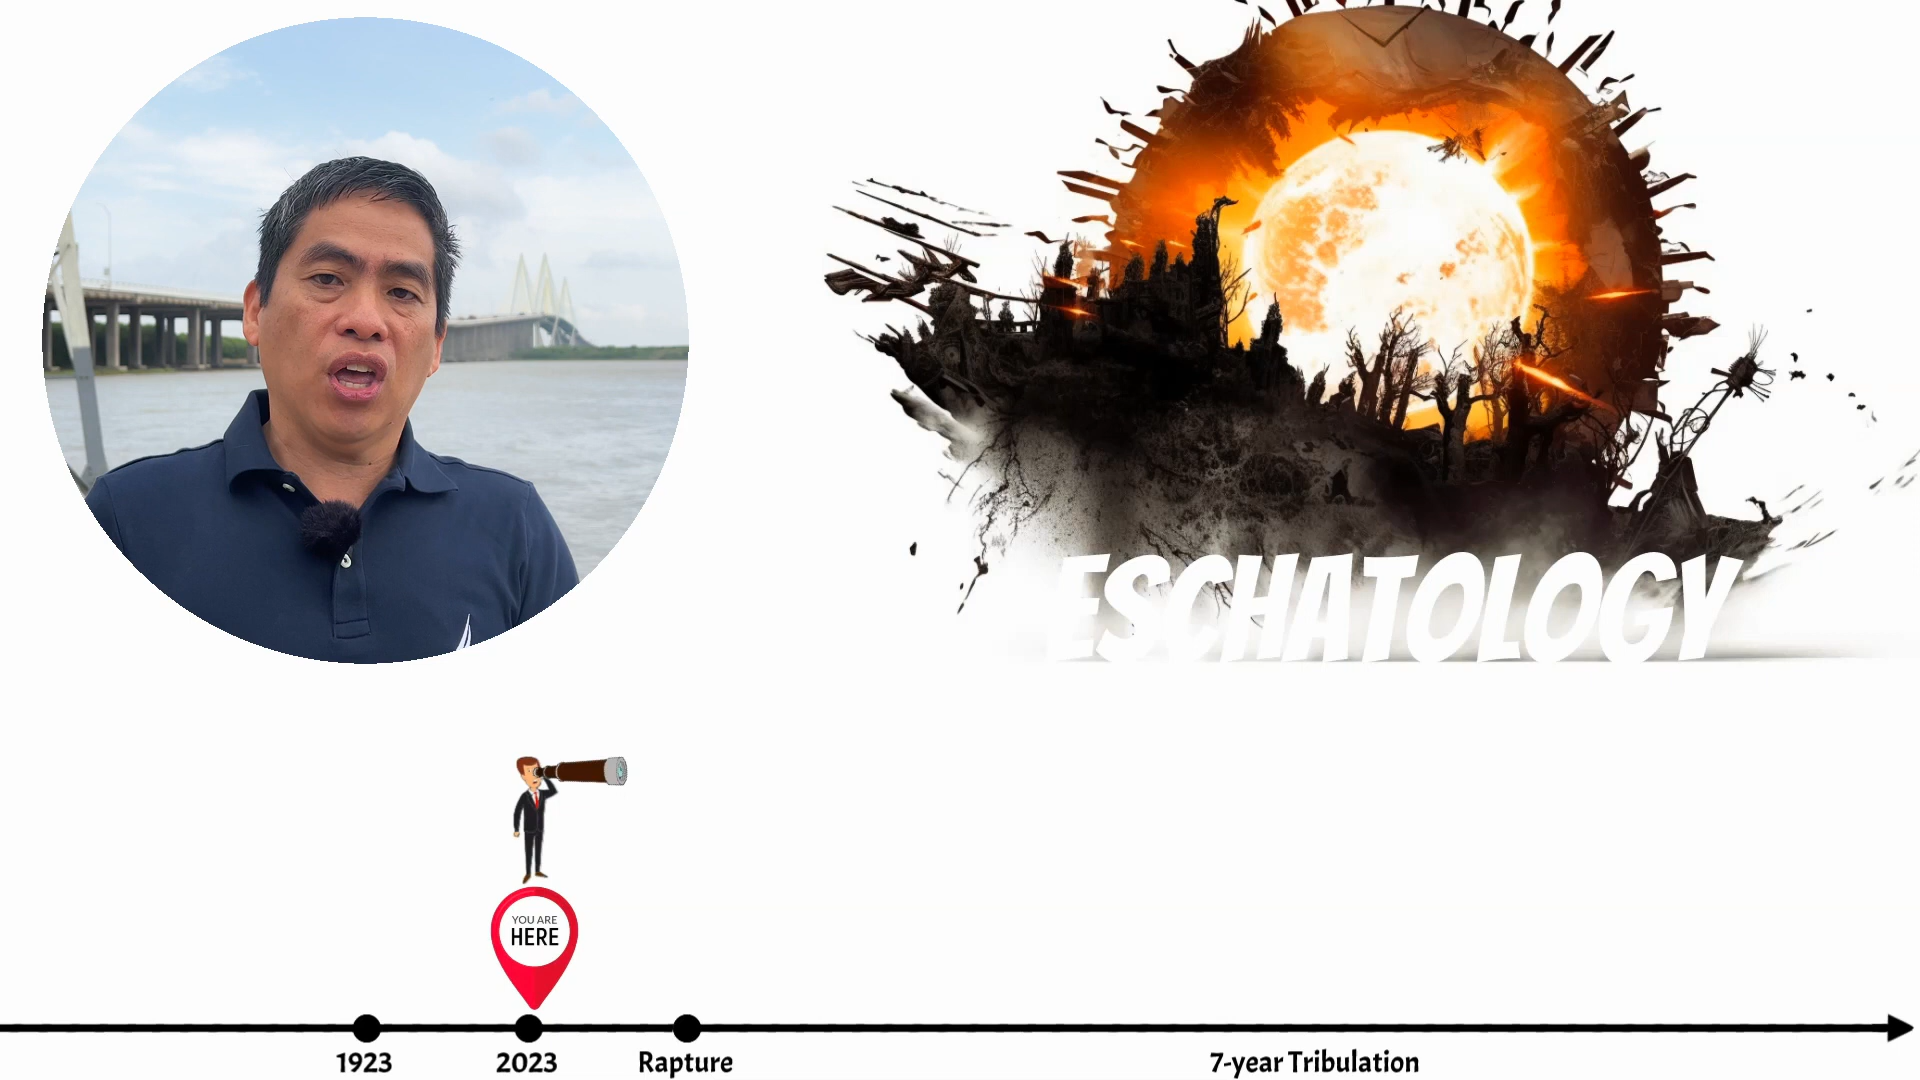 ESCHATOLOGY
YOU ARE
HERE
1923
2023
Rapture
7-year Tribulation